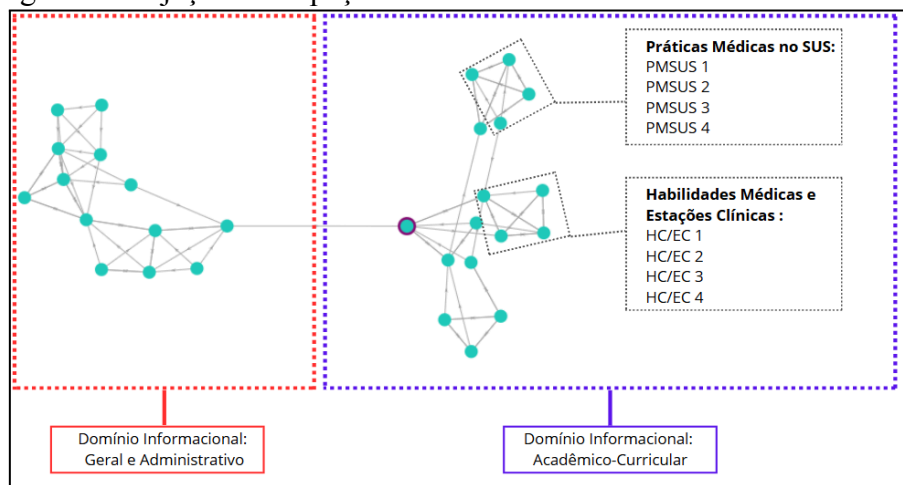 Práticas Médicas no SUS:
PMSUS 1
PMSUS 2
PMSUS 3
PMSUS 4
Habilidades Médicas e
Estações Clínicas :
HC/EC 1
HC/EC 2
HC/EC 3
HC/EC 4
Domínio Informacional:
Geral e Administrativo
Domínio Informacional:
Acadêmico-Curricular